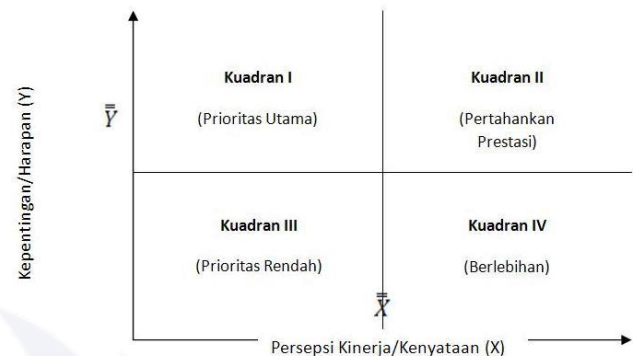 Kepentingan/Harapan (Y)
Kuadran I
(Prioritas Utama)
Kuadran II
(Pertahankan
Prestasi)
Y̿
Kuadran III
(Prioritas Rendah)
Kuadran IV
(Berlebihan)
X̿
Persepsi Kinerja/Kenyataan (X)